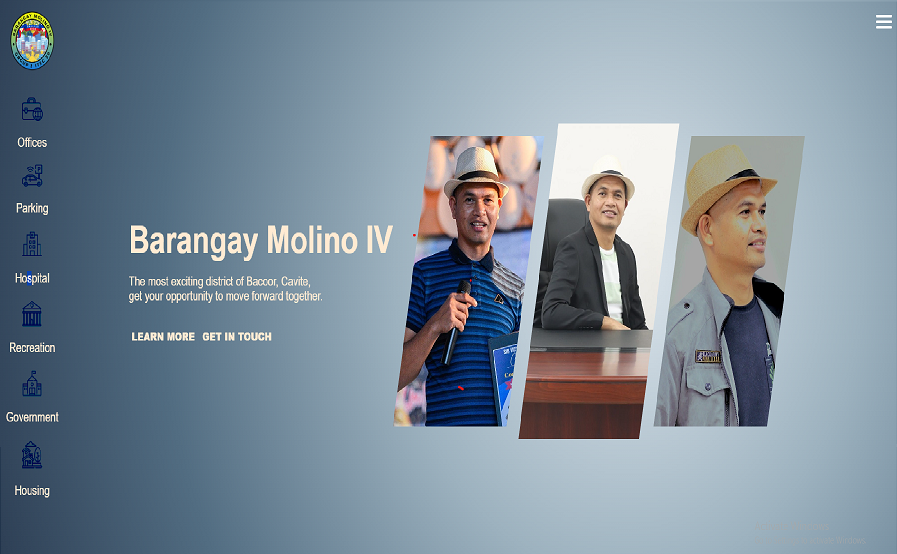 Offices
Parking
Hospital
Recreation
Government
Housing
Barangay Molino IV
The most exciting district of Bacoor, Cavite,
get your opportunity to move forward together.
LEARN MORE GET IN TOUCH